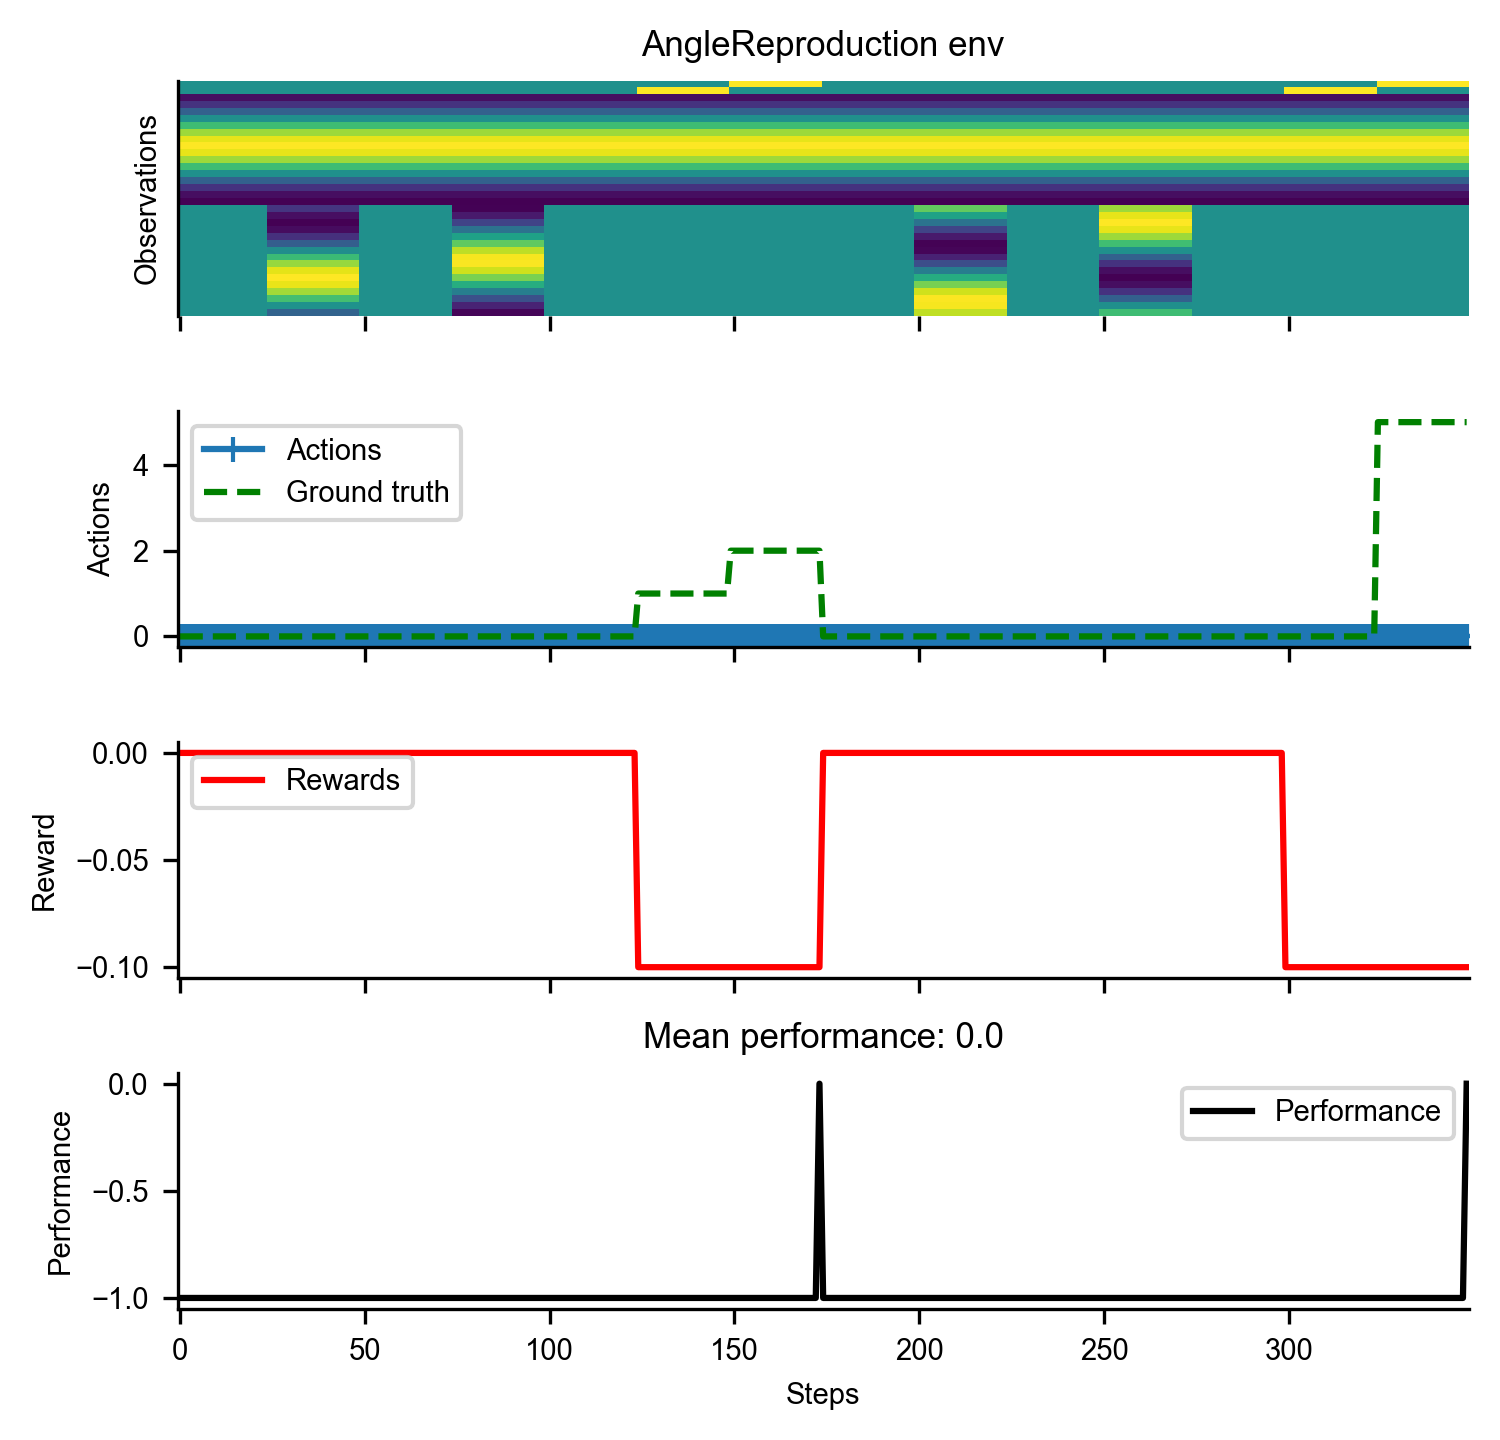 AngleReproduction env
Observations
Actions
Ground truth
4
2
0
Actions
Rewards
0.00
−0.05
−0.10
Reward
Mean performance: 0.0
Performance
0.0
−0.5
−1.0
Performance
0 50 100 150 200 250 300
Steps